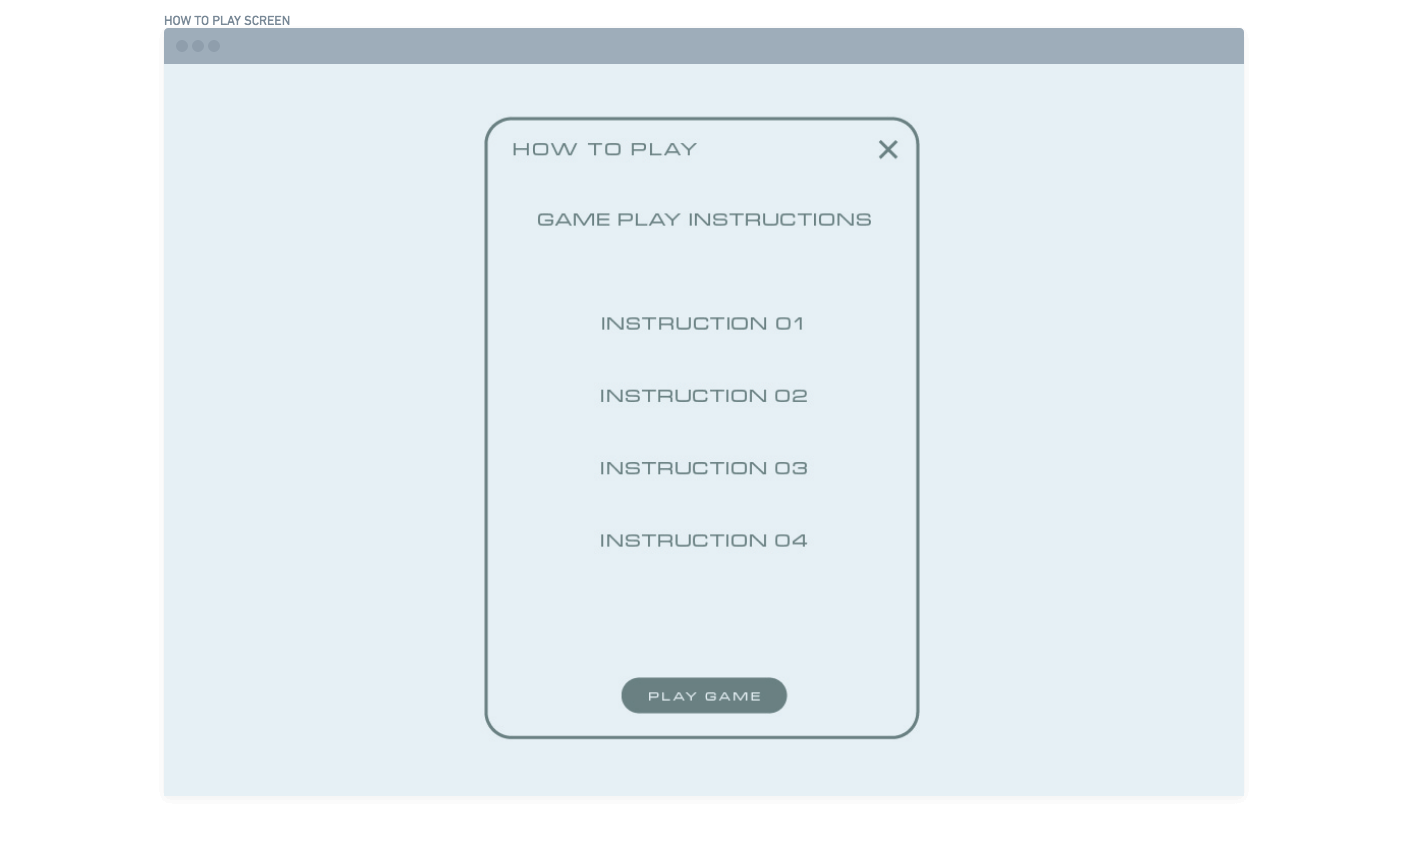 HOW TO PLAY SCREEN
HOW TO PLAY
GAME PLAY INSTRUCTIONS
INSTRUCTION 01
INSTRUCTION 02
INSTRUCTION 03
INSTRUCTION 04
PLAY GAME